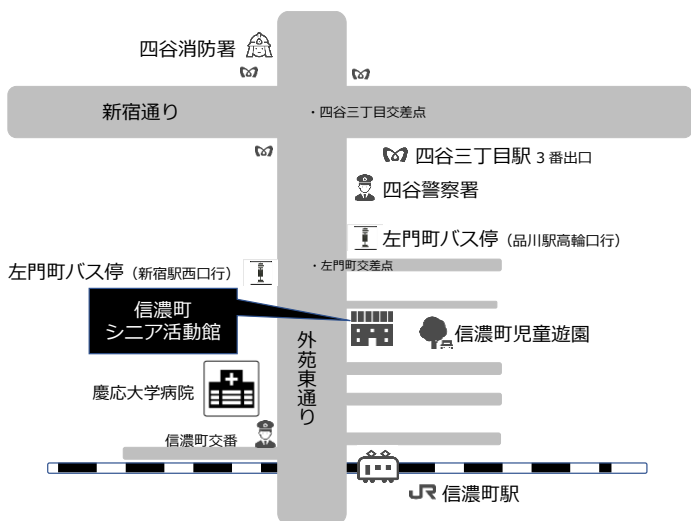 四谷消防署
新宿通り
・四谷三丁目交差点
四谷三丁目駅 3 番出口
四谷警察署
左門町バス停（品川駅高輪口行）
左門町バス停（新宿駅西口行）
・左門町交差点
信濃町
シニア活動館
信濃町児童遊園
外苑東通り
慶応大学病院
信濃町交番
JR 信濃町駅